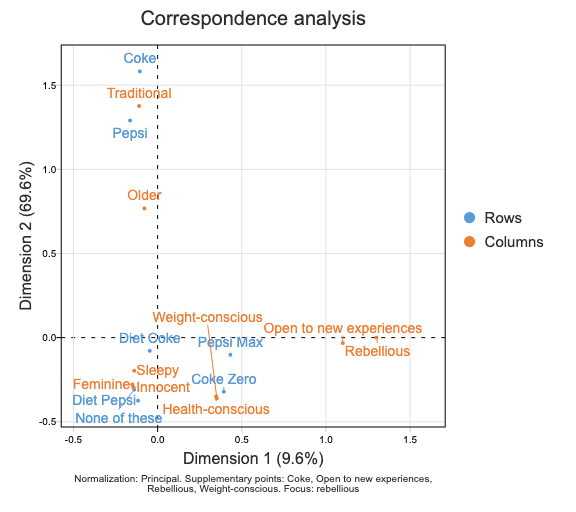 Correspondence analysis
Coke
Traditional
Pepsi
Older
Weight-conscious
Open to new experiences
Diet Coke
Pepsi Max
Rebellious
Sleepy
Coke Zero
Feminine
Innocent
Diet Pepsi
Health-conscious
None of these
1.5
1.0
0.5
0.0
-0.5
-0.5
0.0
0.5
1.0
1.5
Dimension 2 (69.6%)
Dimension 1 (9.6%)
Rows
Columns
Normalization: Principal. Supplementary points: Coke, Open to new experiences,
Rebellious, Weight-conscious. Focus: rebellious